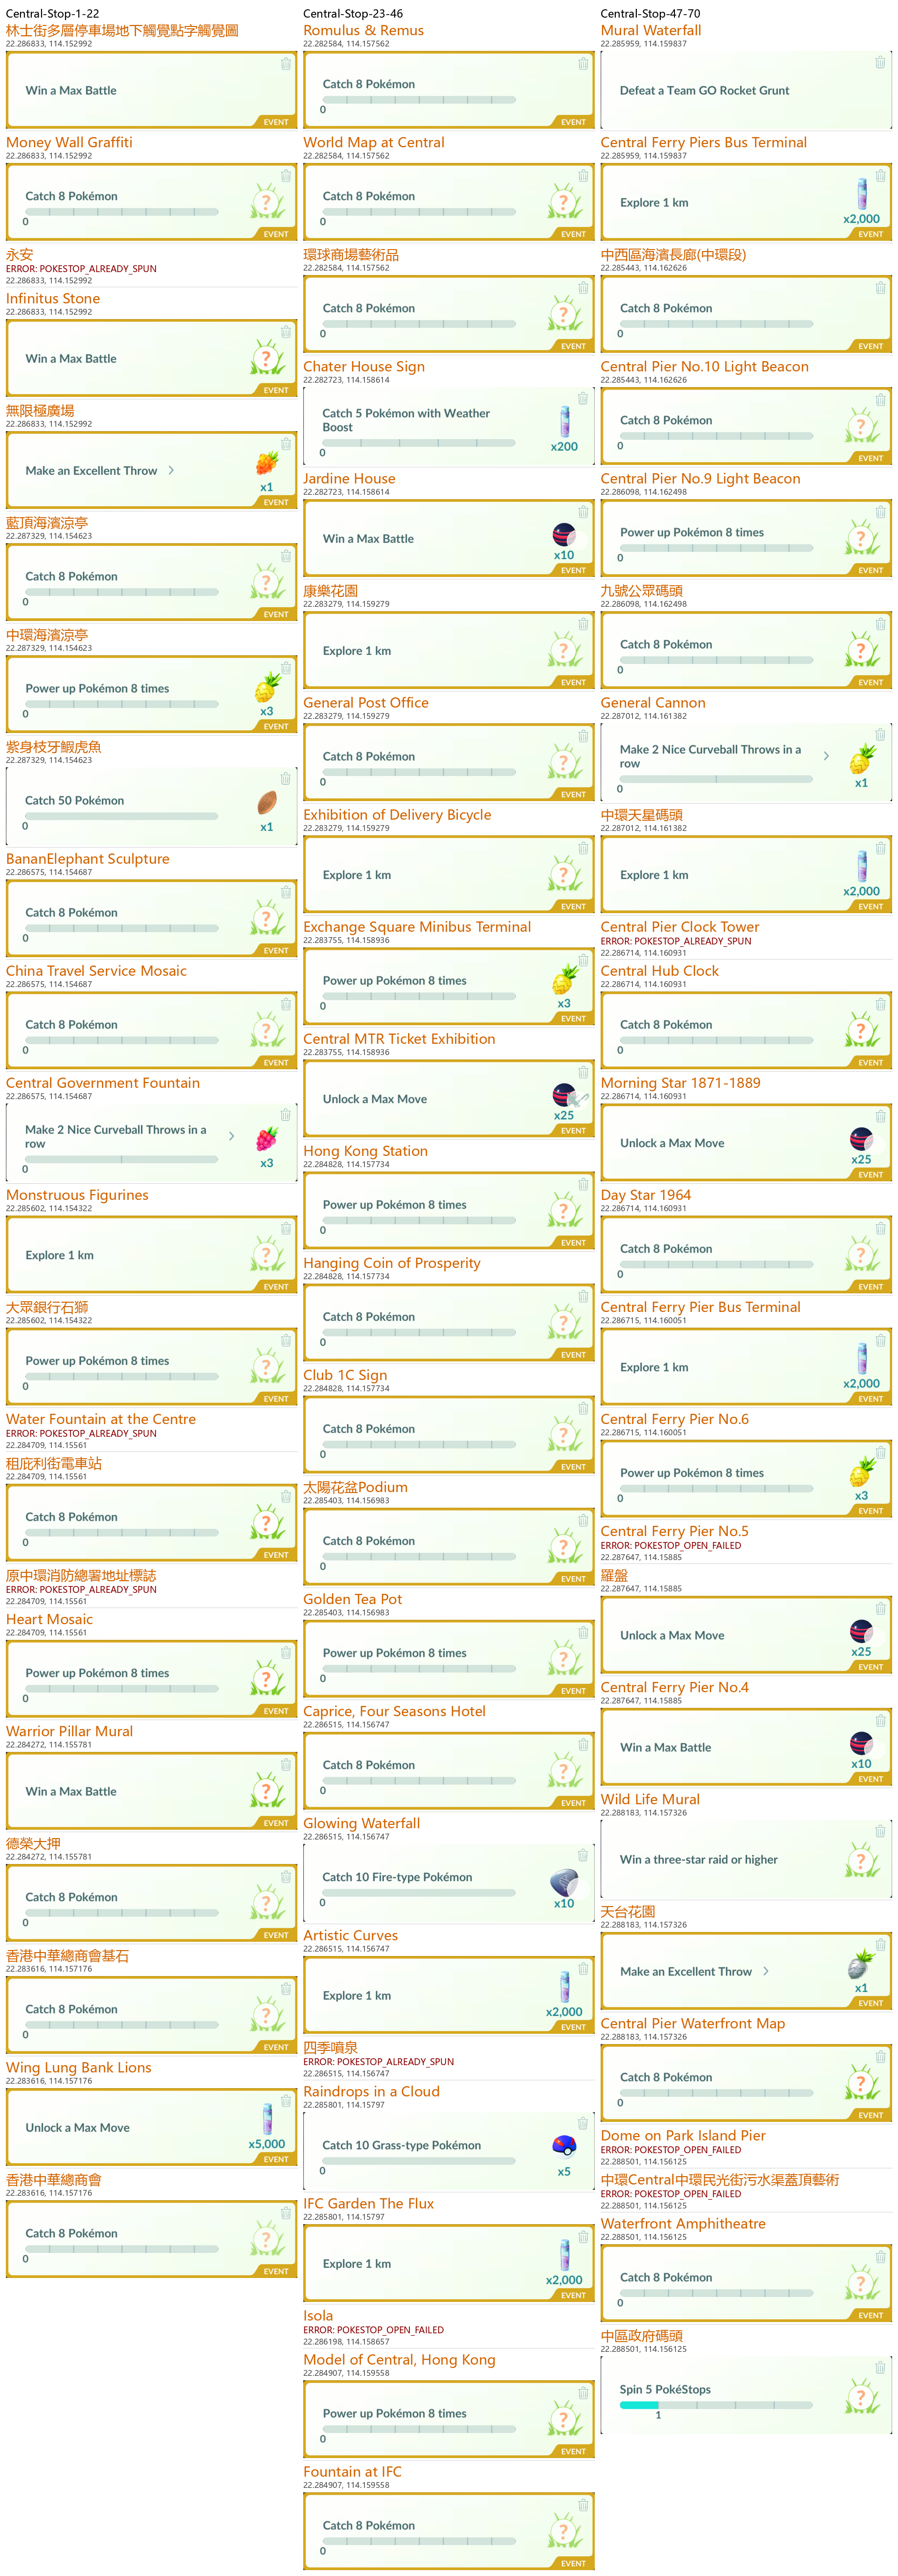 Central-Stop-1-22
林士街多層停車場地下觸覺點字觸覺圖
22.286833, 114.152992
Win a Max Battle
EVENT
Money Wall Graffiti
22.286833, 114.152992
Catch 8 Pokémon
0
EVENT
永安
ERROR: POKESTOP_ALREADY_SPUN
22.286833, 114.152992
Infinitus Stone
22.286833, 114.152992
Win a Max Battle
EVENT
無限極廣場
22.286833, 114.152992
Make an Excellent Throw >
x1
EVENT
藍頂海濱涼亭
22.287329, 114.154623
Catch 8 Pokémon
0
EVENT
中環海濱涼亭
22.287329, 114.154623
Power up Pokémon 8 times
0
x3
EVENT
紫身枝牙鰕虎魚
22.287329, 114.154623
Catch 50 Pokémon
0
x1
BananElephant Sculpture
22.286575, 114.154687
Catch 8 Pokémon
0
EVENT
China Travel Service Mosaic
22.286575, 114.154687
Catch 8 Pokémon
0
EVENT
Central Government Fountain
22.286575, 114.154687
Make 2 Nice Curveball Throws in a
row
0
x3
Monstruous Figurines
22.285602, 114.154322
Explore 1 km
EVENT
大眾銀行石獅
22.285602, 114.154322
Power up Pokémon 8 times
0
EVENT
Water Fountain at the Centre
ERROR: POKESTOP_ALREADY_SPUN
22.284709, 114.15561
租庇利街電車站
22.284709, 114.15561
Catch 8 Pokémon
0
EVENT
原中環消防總署地址標誌
ERROR: POKESTOP_ALREADY_SPUN
22.284709, 114.15561
Heart Mosaic
22.284709, 114.15561
Power up Pokémon 8 times
0
EVENT
Warrior Pillar Mural
22.284272, 114.155781
Win a Max Battle
EVENT
德榮大押
22.284272, 114.155781
Catch 8 Pokémon
0
EVENT
香港中華總商會基石
22.283616, 114.157176
Catch 8 Pokémon
0
EVENT
Wing Lung Bank Lions
22.283616, 114.157176
Unlock a Max Move
x5,000
EVENT
香港中華總商會
22.283616, 114.157176
Catch 8 Pokémon
0
EVENT
Central-Stop-23-46
Romulus & Remus
22.282584, 114.157562
Catch 8 Pokémon
0
EVENT
World Map at Central
22.282584, 114.157562
Catch 8 Pokémon
0
EVENT
環球商場藝術品
22.282584, 114.157562
Catch 8 Pokémon
0
EVENT
Chater House Sign
22.282723, 114.158614
Catch 5 Pokémon with Weather
Boost
0
x200
Jardine House
22.282723, 114.158614
Win a Max Battle
x10
EVENT
康樂花園
22.283279, 114.159279
Explore 1 km
EVENT
General Post Office
22.283279, 114.159279
Catch 8 Pokémon
0
EVENT
Exhibition of Delivery Bicycle
22.283279, 114.159279
Explore 1 km
EVENT
Exchange Square Minibus Terminal
22.283755, 114.158936
Power up Pokémon 8 times
0
x3
EVENT
Central MTR Ticket Exhibition
22.283755, 114.158936
Unlock a Max Move
x25
EVENT
Hong Kong Station
22.284828, 114.157734
Power up Pokémon 8 times
0
EVENT
Hanging Coin of Prosperity
22.284828, 114.157734
Catch 8 Pokémon
0
EVENT
Club 1C Sign
22.284828, 114.157734
Catch 8 Pokémon
0
EVENT
太陽花盆Podium
22.285403, 114.156983
Catch 8 Pokémon
0
EVENT
Golden Tea Pot
22.285403, 114.156983
Power up Pokémon 8 times
0
EVENT
Caprice, Four Seasons Hotel
22.286515, 114.156747
Catch 8 Pokémon
0
EVENT
Glowing Waterfall
22.286515, 114.156747
Catch 10 Fire-type Pokémon
0
x10
Artistic Curves
22.286515, 114.156747
Explore 1 km
x2,000
EVENT
四季噴泉
ERROR: POKESTOP_ALREADY_SPUN
22.286515, 114.156747
Raindrops in a Cloud
22.285801, 114.15797
Catch 10 Grass-type Pokémon
0
x5
IFC Garden The Flux
22.285801, 114.15797
Explore 1 km
x2,000
EVENT
Isola
ERROR: POKESTOP_OPEN_FAILED
22.286198, 114.158657
Model of Central, Hong Kong
22.284907, 114.159558
Power up Pokémon 8 times
0
EVENT
Fountain at IFC
22.284907, 114.159558
Catch 8 Pokémon
0
EVENT
Central-Stop-47-70
Mural Waterfall
22.285959, 114.159837
Defeat a Team GO Rocket Grunt
Central Ferry Piers Bus Terminal
22.285959, 114.159837
Explore 1 km
x2,000
EVENT
中西區海濱長廊(中環段)
22.285443, 114.162626
Catch 8 Pokémon
0
EVENT
Central Pier No.10 Light Beacon
22.285443, 114.162626
Catch 8 Pokémon
0
EVENT
Central Pier No.9 Light Beacon
22.286098, 114.162498
Power up Pokémon 8 times
0
EVENT
九號公眾碼頭
22.286098, 114.162498
Catch 8 Pokémon
0
EVENT
General Cannon
22.287012, 114.161382
Make 2 Nice Curveball Throws in a
row
0
x1
中環天星碼頭
22.287012, 114.161382
Explore 1 km
x2,000
EVENT
Central Pier Clock Tower
ERROR: POKESTOP_ALREADY_SPUN
22.286714, 114.160931
Central Hub Clock
22.286714, 114.160931
Catch 8 Pokémon
0
EVENT
Morning Star 1871-1889
22.286714, 114.160931
Unlock a Max Move
x25
EVENT
Day Star 1964
22.286714, 114.160931
Catch 8 Pokémon
0
EVENT
Central Ferry Pier Bus Terminal
22.286715, 114.160051
Explore 1 km
x2,000
EVENT
Central Ferry Pier No.6
22.286715, 114.160051
Power up Pokémon 8 times
0
x3
EVENT
Central Ferry Pier No.5
ERROR: POKESTOP_OPEN_FAILED
22.287647, 114.15885
羅盤
22.287647, 114.15885
Unlock a Max Move
x25
EVENT
Central Ferry Pier No.4
22.287647, 114.15885
Win a Max Battle
x10
EVENT
Wild Life Mural
22.288183, 114.157326
Win a three-star raid or higher
天台花園
22.288183, 114.157326
Make an Excellent Throw >
x1
EVENT
Central Pier Waterfront Map
22.288183, 114.157326
Catch 8 Pokémon
0
EVENT
Dome on Park Island Pier
ERROR: POKESTOP_OPEN_FAILED
22.288501, 114.156125
中環Central中環民光街污水渠蓋頂藝術
ERROR: POKESTOP_OPEN_FAILED
22.288501, 114.156125
Waterfront Amphitheatre
22.288501, 114.156125
Catch 8 Pokémon
0
EVENT
中區政府碼頭
22.288501, 114.156125
Spin 5 PokéStops
1